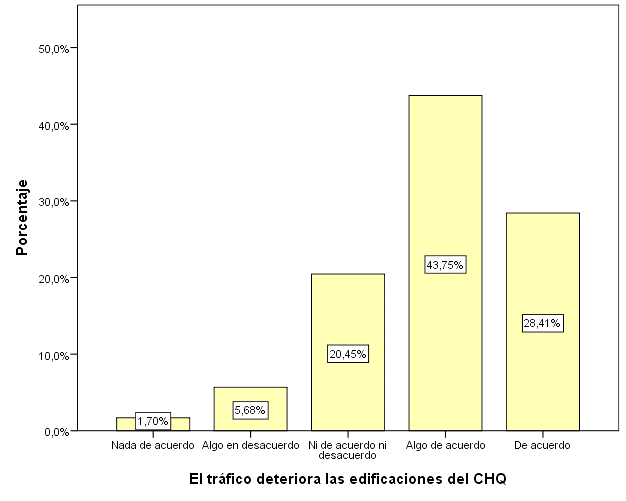 50,0%
40,0%
30,0%
20,0%
10,0%
0,0%
Porcentaje
1,70%
5,68%
20,45%
43,75%
28,41%
Nada de acuerdo
Algo en desacuerdo
Ni de acuerdo ni
desacuerdo
Algo de acuerdo
De acuerdo
El tráfico deteriora las edificaciones del CHQ